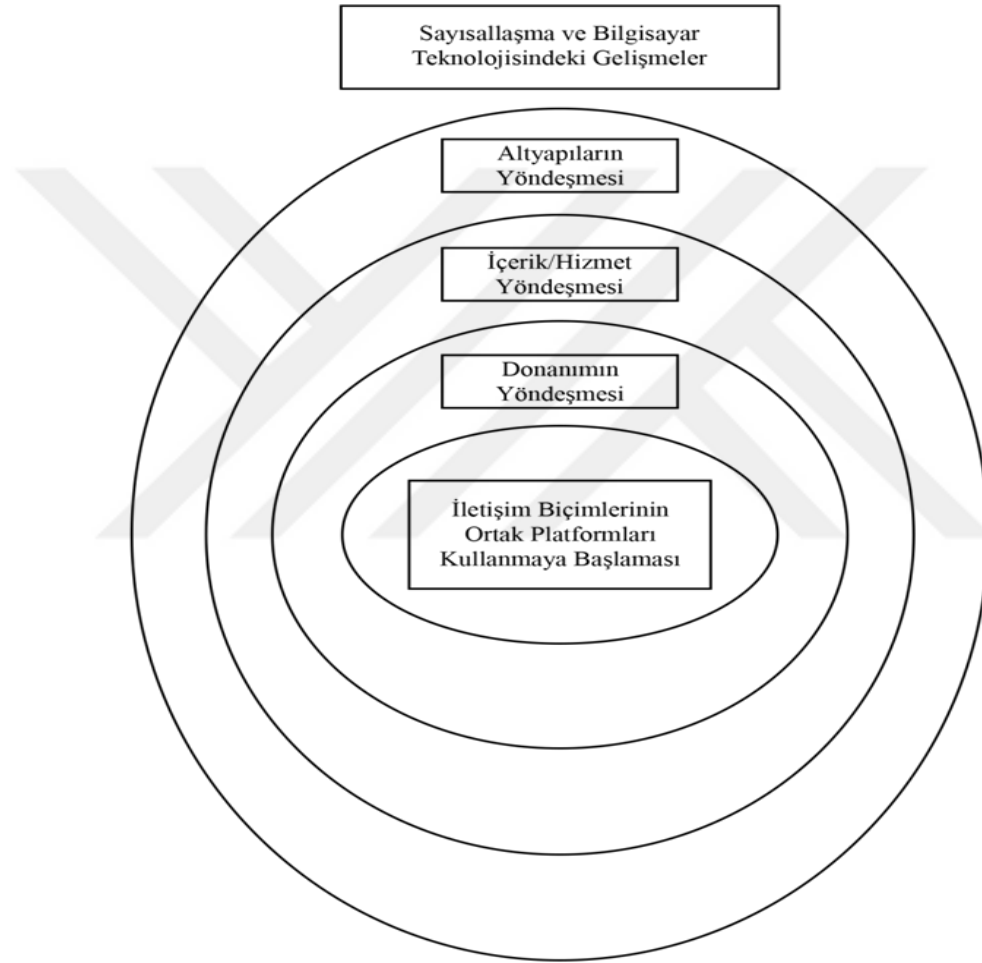 Sayısallaşma ve Bilgisayar
Teknolojisindeki Gelişmeler
Altyapıların
Yöndeşmesi
İçerik/Hizmet
Yöndeşmesi
Donanımın
Yöndeşmesi
İletişim Biçimlerinin
Ortak Platformları
Kullanmaya Başlaması